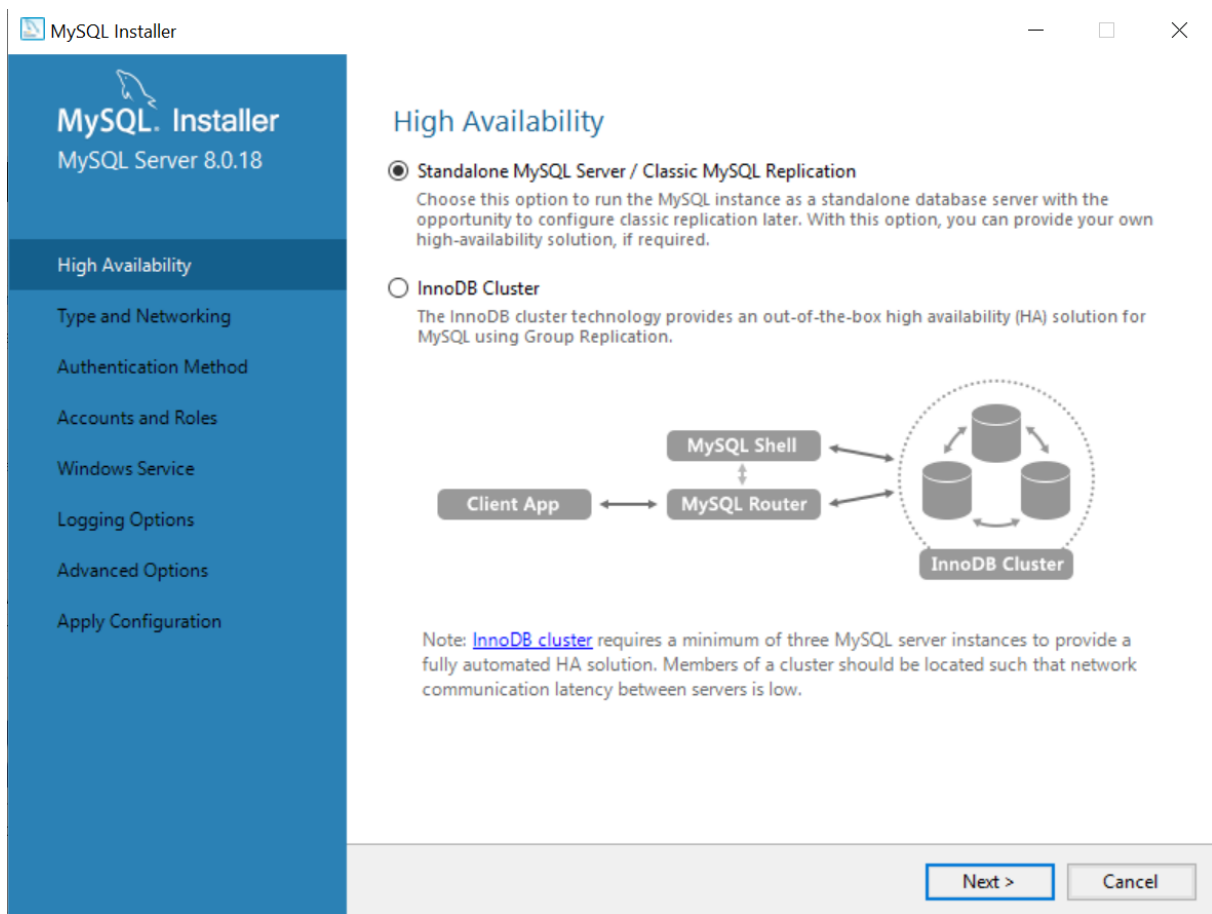 MySQL Installer
MySQL. Installer
MySQL Server 8.0.18
High Availability
Type and Networking
Authentication Method
Accounts and Roles
Windows Service
Logging Options
Advanced Options
Apply Configuration
High Availability
Standalone MySQL Server / Classic MySQL Replication
Choose this option to run the MySQL instance as a standalone database server with the
opportunity to configure classic replication later. With this option, you can provide your own
high-availability solution, if required.
InnoDB Cluster
The InnoDB cluster technology provides an out-of-the-box high availability (HA) solution for
MySQL using Group Replication.
MySQL Shell
Client App
MySQL Router
InnoDB Cluster
Note: InnoDB cluster requires a minimum of three MySQL server instances to provide a
fully automated HA solution. Members of a cluster should be located such that network
communication latency between servers is low.
Next >
Cancel